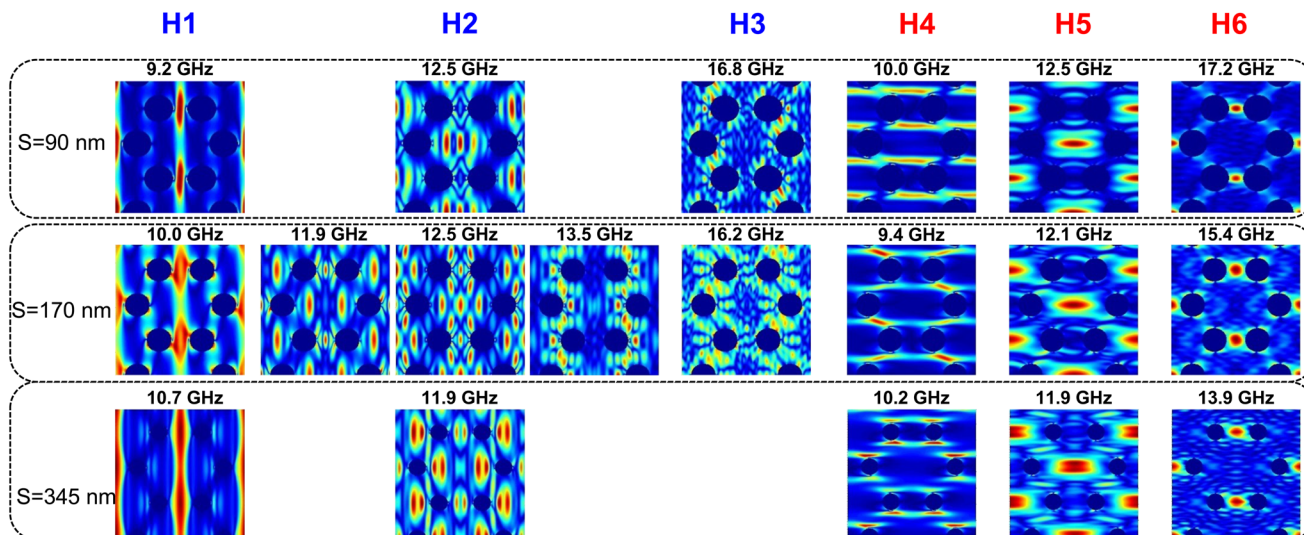 H1 H2 H3 H4 H5 H6
9.2 GHz 12.5 GHz 16.8 GHz 10.0 GHz 12.5 GHz 17.2 GHz
S=90 nm
10.0 GHz 11.9 GHz 12.5 GHz 13.5 GHz 16.2 GHz 9.4 GHz 12.1 GHz 15.4 GHz
S=170 nm
10.7 GHz 11.9 GHz 10.2 GHz 11.9 GHz 13.9 GHz
S=345 nm